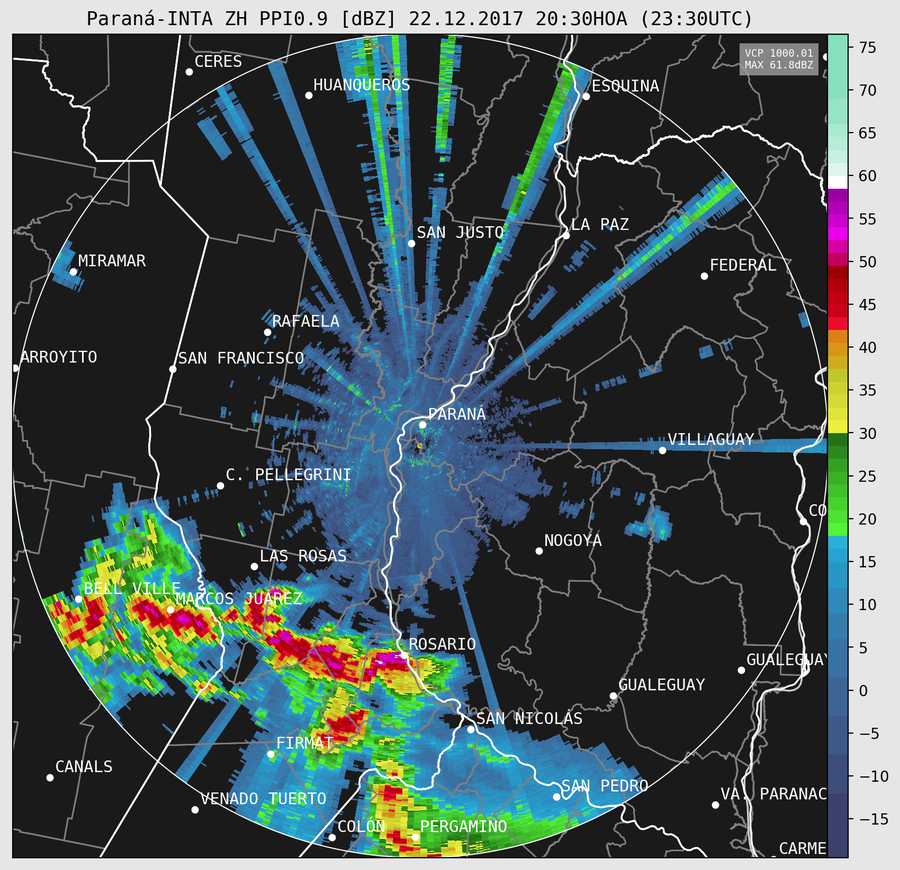 Paraná-INTA ZH PPI0.9 [dBZ] 22.12.2017 20:30HOA (23:30UTC)
VCP 1000.01
MAX 61.8dBZ
CERES
HUANQUEROS
ESQUINA
SAN JUSTO
LA PAZ
MIRAMAR
FEDERAL
RAFAELA
ARROYITO
SAN FRANCISCO
PARANÁ
VILLAGUAY
C. PELLEGRINI
CO
NOGOYA
LAS ROSAS
BELL VILLE
MARCOS JUÁREZ
ROSARIO
GUALEGUAY
GUALEGUAY
SAN NICOLÁS
FIRMAT
CANALS
SAN PEDRO
VENADO TUERTO
VA. PARANAC
COLÓN
PERGAMINO
CARME
75
70
65
60
55
50
45
40
35
30
25
20
15
10
5
0
−5
−10
−15